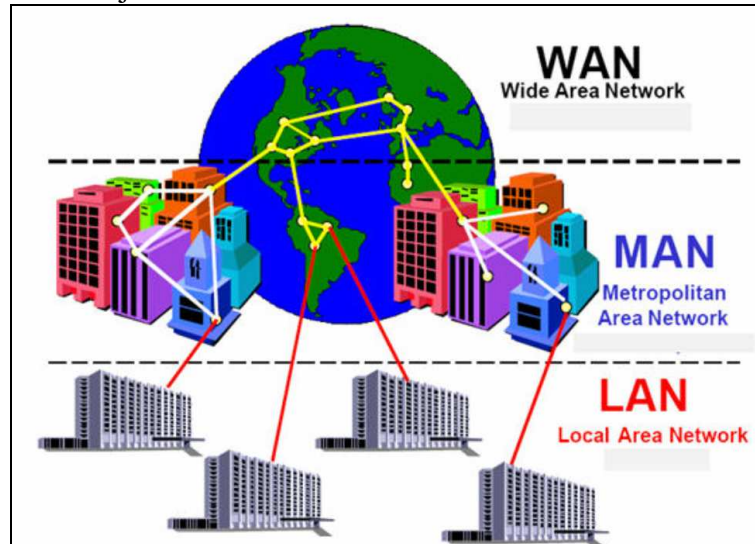 WAN
Wide Area Network
MAN
Metropolitan
Area Network
LAN
Local Area Network